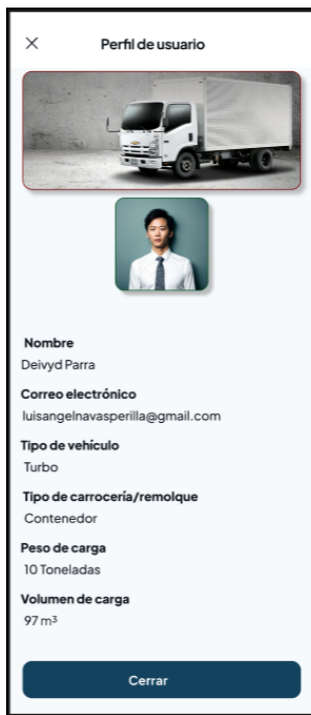 Perfil de usuario
Nombre
Deivyd Parra
Correo electrónico
luisangelnavasperilla@gmail.com
Tipo de vehículo
Turbo
Tipo de carrocería/remolque
Contenedor
Peso de carga
10 Toneladas
Volumen de carga
97 m³
Cerrar